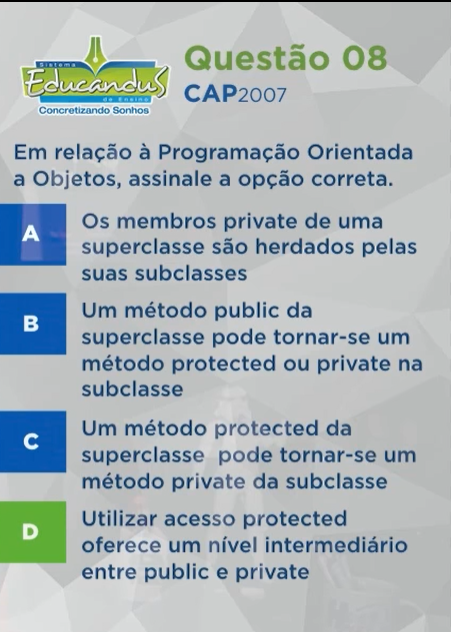 Sistema
Educandus
de Ensino
Concretizando Sonhos
Questão 08
CAP2007
Em relação à Programação Orientada
a Objetos, assinale a opção correta.
A
Os membros private de uma
superclasse são herdados pelas
suas subclasses
B
Um método public da
superclasse pode tornar-se um
método protected ou private na
subclasse
C
Um método protected da
superclasse pode tornar-se um
método private da subclasse
D
Utilizar acesso protected
oferece um nível intermediário
entre public e private